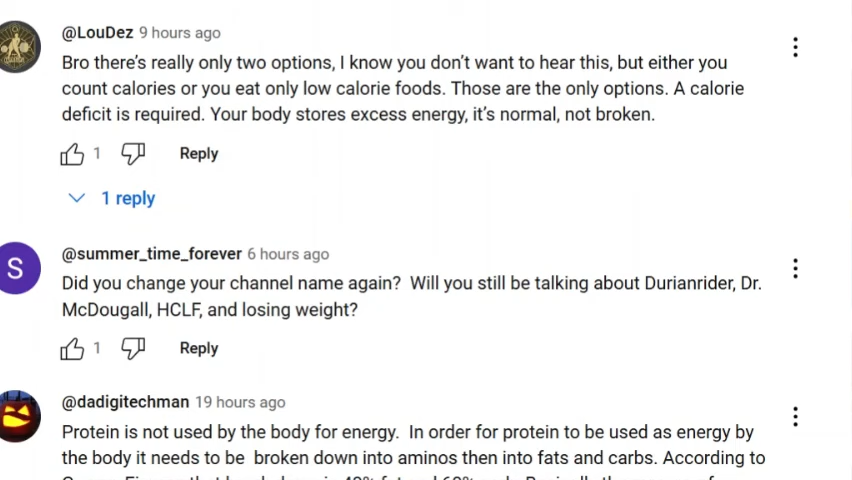 @LouDez 9 hours ago
Bro there's really only two options, I know you don't want to hear this, but either you
count calories or you eat only low calorie foods. Those are the only options. A calorie
deficit is required. Your body stores excess energy, it's normal, not broken.
1 Reply
1 reply
S
@summer_time_forever 6 hours ago
Did you change your channel name again?  Will you still be talking about Durianrider, Dr.
McDougall, HCLF, and losing weight?
1 Reply
@dadigitechman 19 hours ago
Protein is not used by the body for energy.  In order for protein to be used as energy by
the body it needs to be  broken down into aminos then into fats and carbs. According to